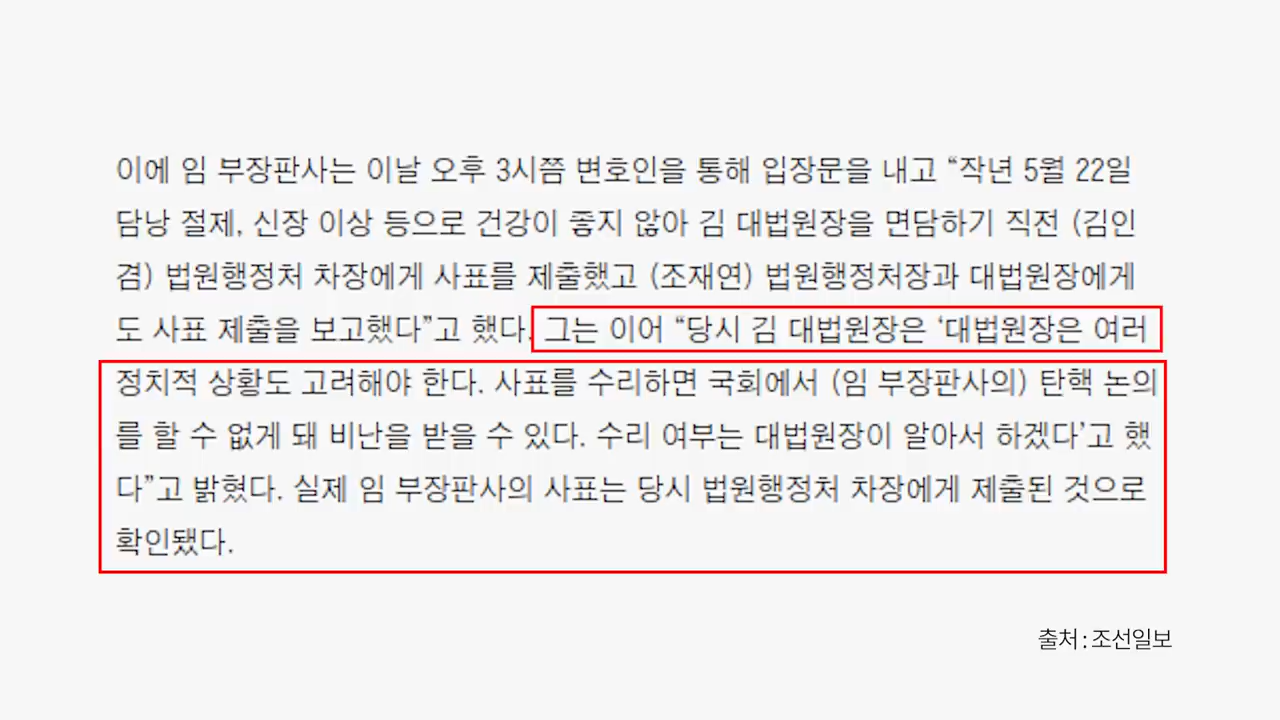 이에 임 부장판사는 이날 오후 3시쯤 변호인을 통해 입장문을 내고 “작년 5월 22일
담낭 절제, 신장 이상 등으로 건강이 좋지 않아 김 대법원장을 면담하기 직전 (김인
겸) 법원행정처 차장에게 사표를 제출했고 (조재연) 법원행정처장과 대법원장에게
도 사표 제출을 보고했다”고 했다. 그는 이어 “당시 김 대법원장은 ‘대법원장은 여러
정치적 상황도 고려해야 한다. 사표를 수리하면 국회에서 (임 부장판사의) 탄핵 논의
를 할 수 없게 돼 비난을 받을 수 있다. 수리 여부는 대법원장이 알아서 하겠다’고 했
다”고 밝혔다. 실제 임 부장판사의 사표는 당시 법원행정처 차장에게 제출된 것으로
확인됐다.
출처 : 조선일보